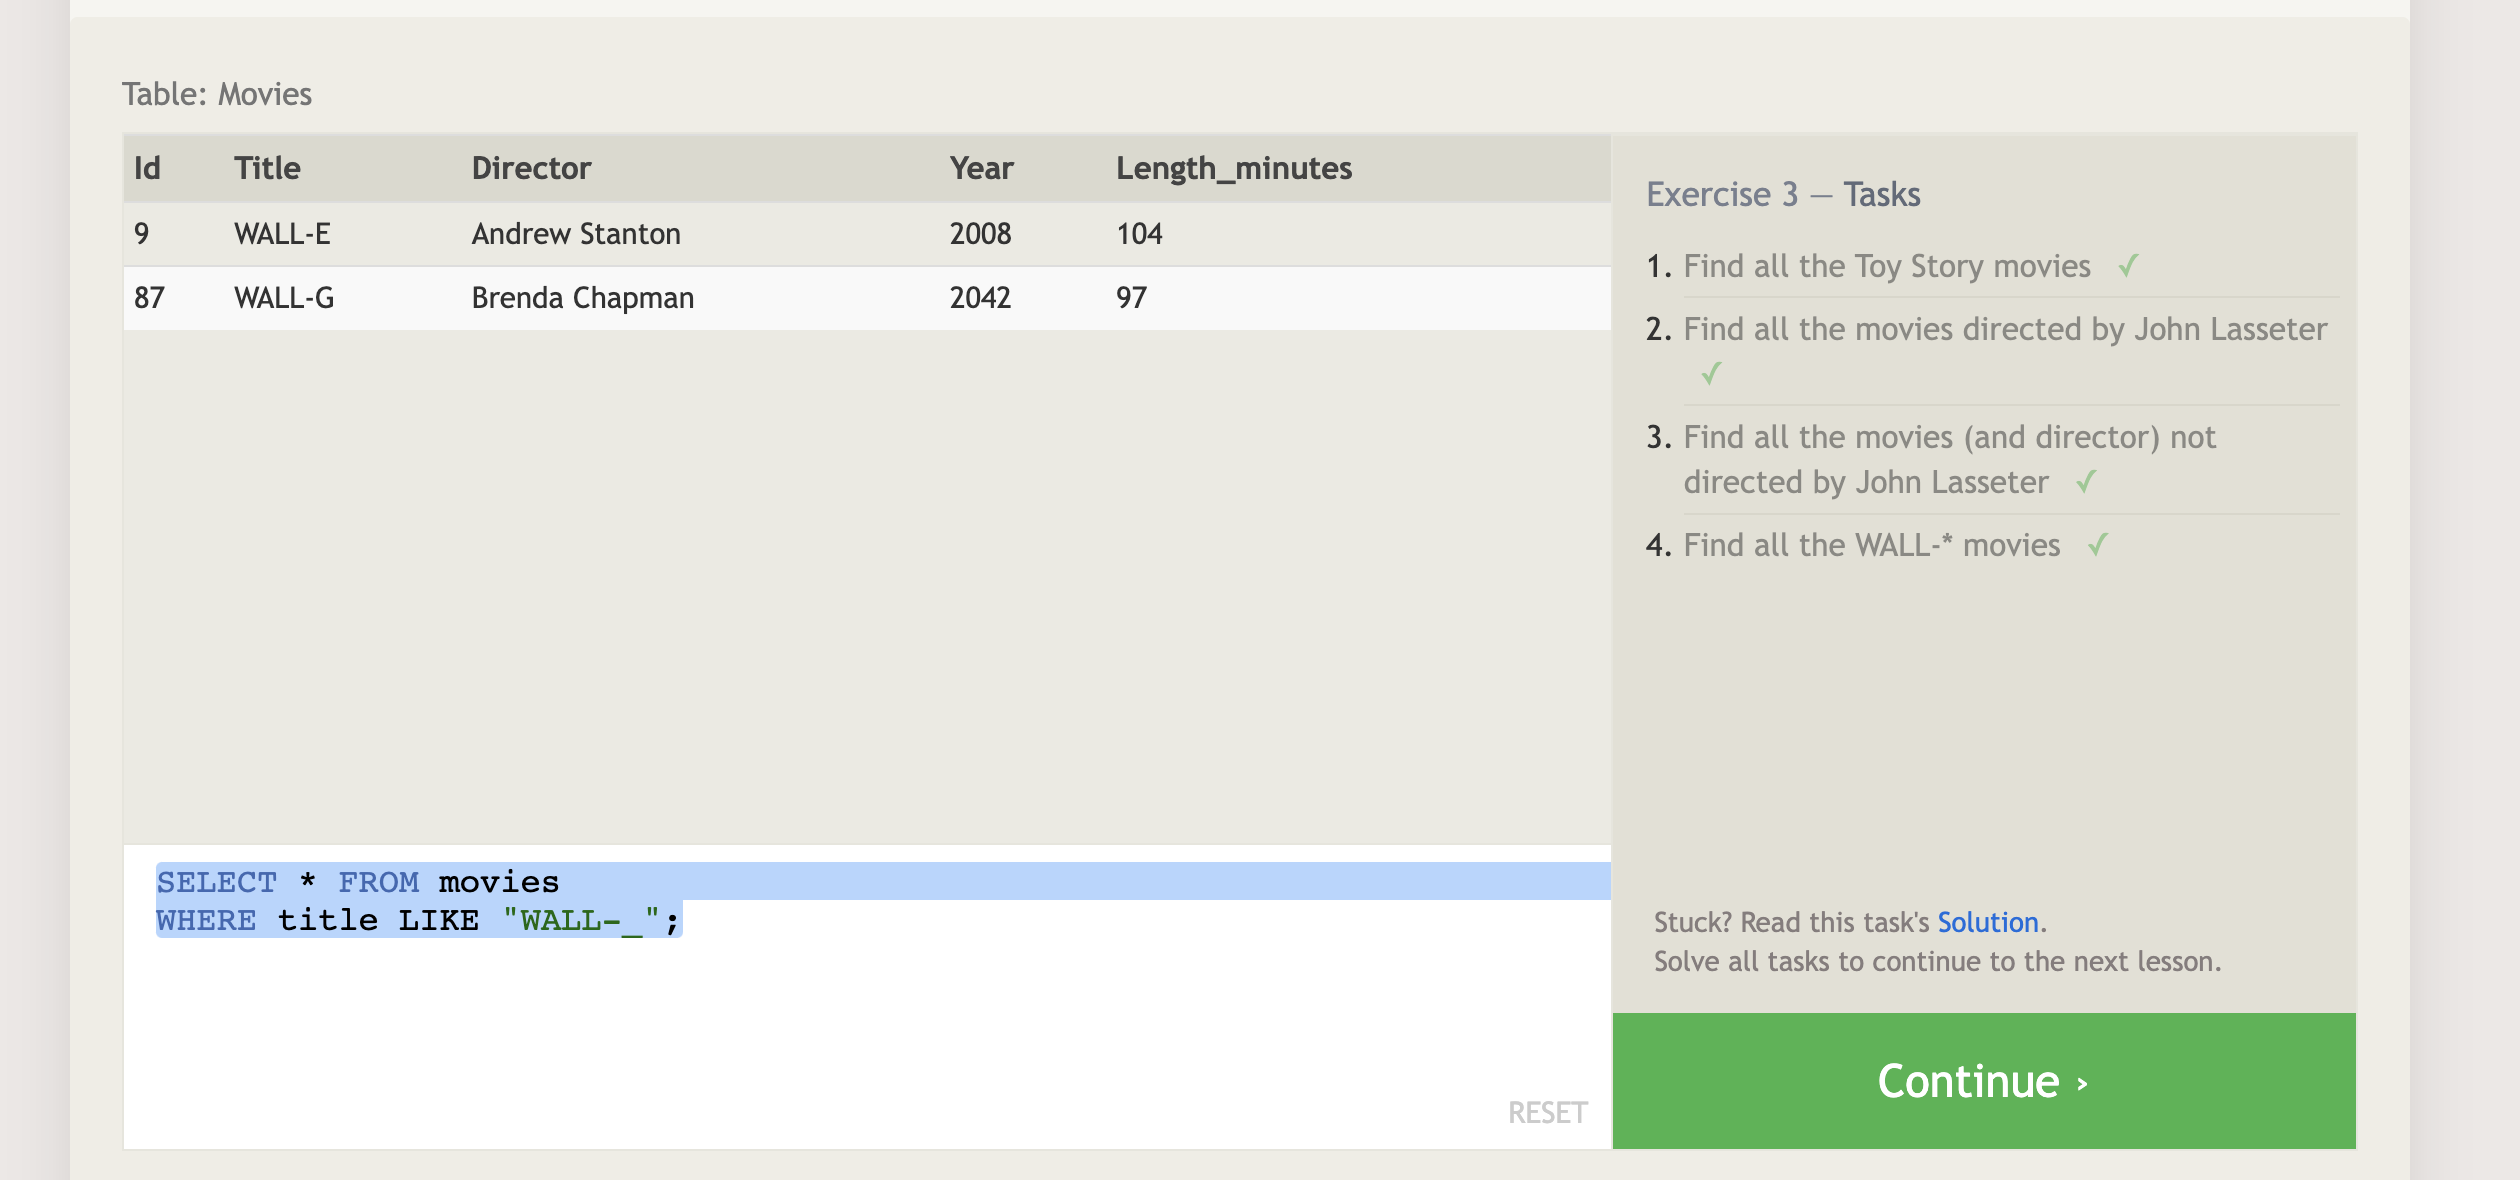 Table: Movies
Id Title Director Year Length_minutes
9 WALL-E Andrew Stanton 2008 104
87 WALL-G Brenda Chapman 2042 97
SELECT * FROM movies
WHERE title LIKE "WALL-_";
RESET
Exercise 3 — Tasks
1. Find all the Toy Story movies ✓
2. Find all the movies directed by John Lasseter
✓
3. Find all the movies (and director) not
directed by John Lasseter ✓
4. Find all the WALL-* movies ✓
Stuck? Read this task's Solution.
Solve all tasks to continue to the next lesson.
Continue ›